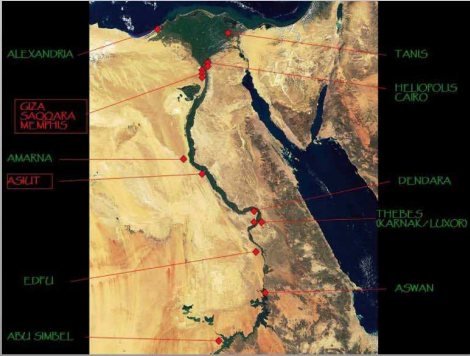 ALEXANDRIA
TANIS
HELIOPOLIS
CAIRO
GIZA
SAQQARA
MEMPHIS
AMARNA
ASIUT
DENDARA
THEBES
(KARNAK/LUXOR)
EDFU
ASWAN
ABU SIMBEL